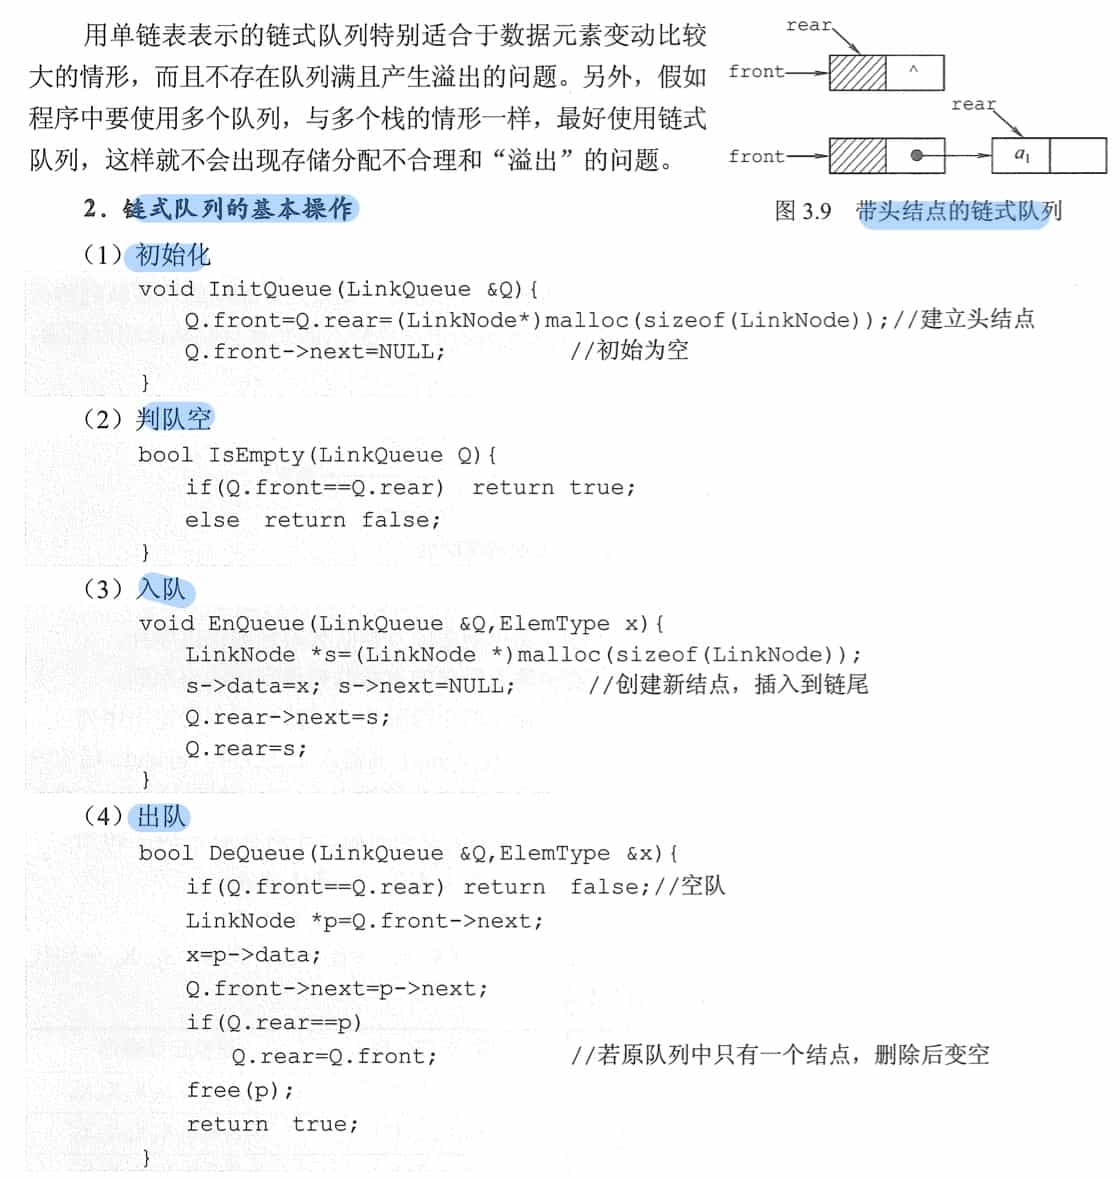 用单链表表示的链式队列特别适合于数据元素变动比较
大的情形，而且不存在队列满且产生溢出的问题。另外，假如
程序中要使用多个队列，与多个栈的情形一样，最好使用链式
队列，这样就不会出现存储分配不合理和“溢出”的问题。
rear
front
^
rear
front
a₁
图 3.9 带头结点的链式队列
2．链式队列的基本操作
（1）初始化
void InitQueue(LinkQueue &Q){
Q.front=Q.rear=(LinkNode*)malloc(sizeof(LinkNode));//建立头结点
Q.front->next=NULL; //初始为空
}
（2）判队空
bool IsEmpty(LinkQueue Q){
if(Q.front==Q.rear) return true;
else return false;
}
（3）入队
void EnQueue(LinkQueue &Q,ElemType x){
LinkNode *s=(LinkNode *)malloc(sizeof(LinkNode));
s->data=x; s->next=NULL; //创建新结点，插入到链尾
Q.rear->next=s;
Q.rear=s;
}
（4）出队
bool DeQueue(LinkQueue &Q,ElemType &x){
if(Q.front==Q.rear) return false;//空队
LinkNode *p=Q.front->next;
x=p->data;
Q.front->next=p->next;
if(Q.rear==p)
Q.rear=Q.front; //若原队列中只有一个结点，删除后变空
free(p);
return true;
}